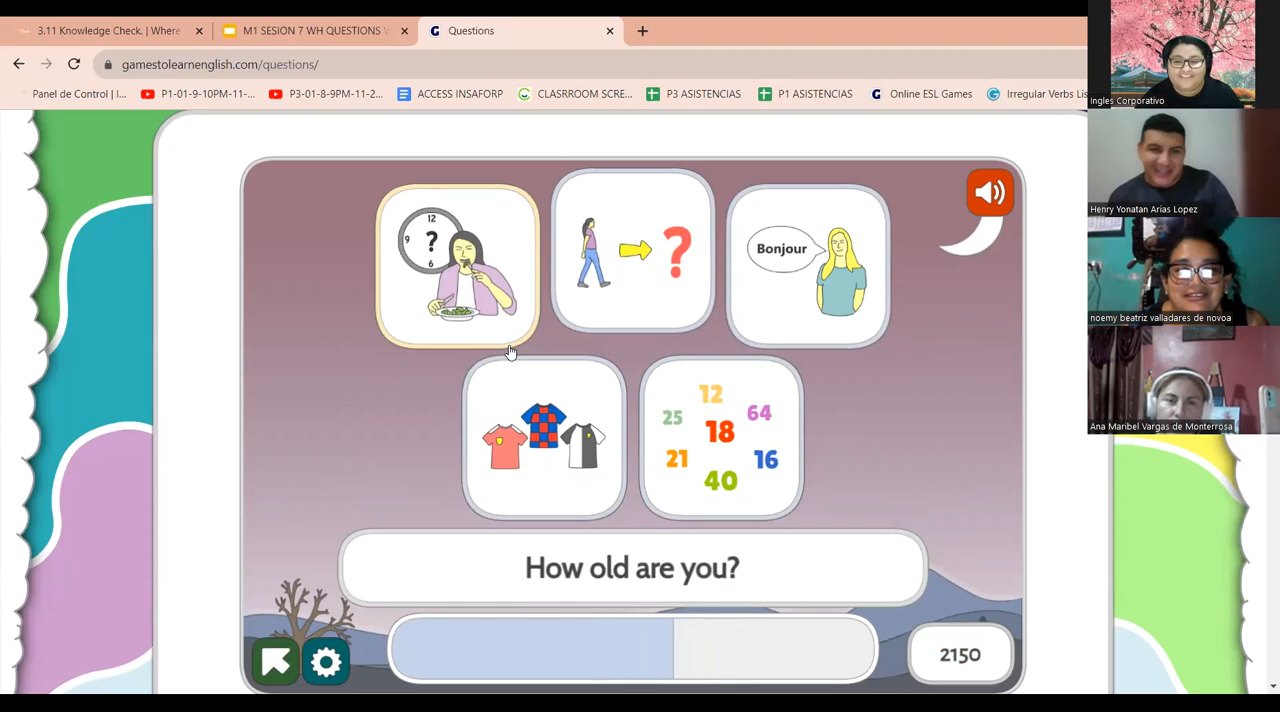 3.11 Knowledge Check. | Where
M1 SESION 7 WH QUESTIONS V
Questions
gamestolearnenglish.com/questions/
Panel de Control | I...
P1-01-9-10PM-11-...
P3-01-8-9PM-11-2...
ACCESS INSAFORP
CLASSROOM SCRE...
P3 ASISTENCIAS
P1 ASISTENCIAS
Online ESL Games
Irregular Verbs Lis
Ingles Corporativo
Henry Yonatan Arias Lopez
noemy beatriz valladares de novoa
Ana Maribel Vargas de Monterrosa
12
9 ?
6
?
Bonjour
12
25 64
18
21 16
40
How old are you?
2150